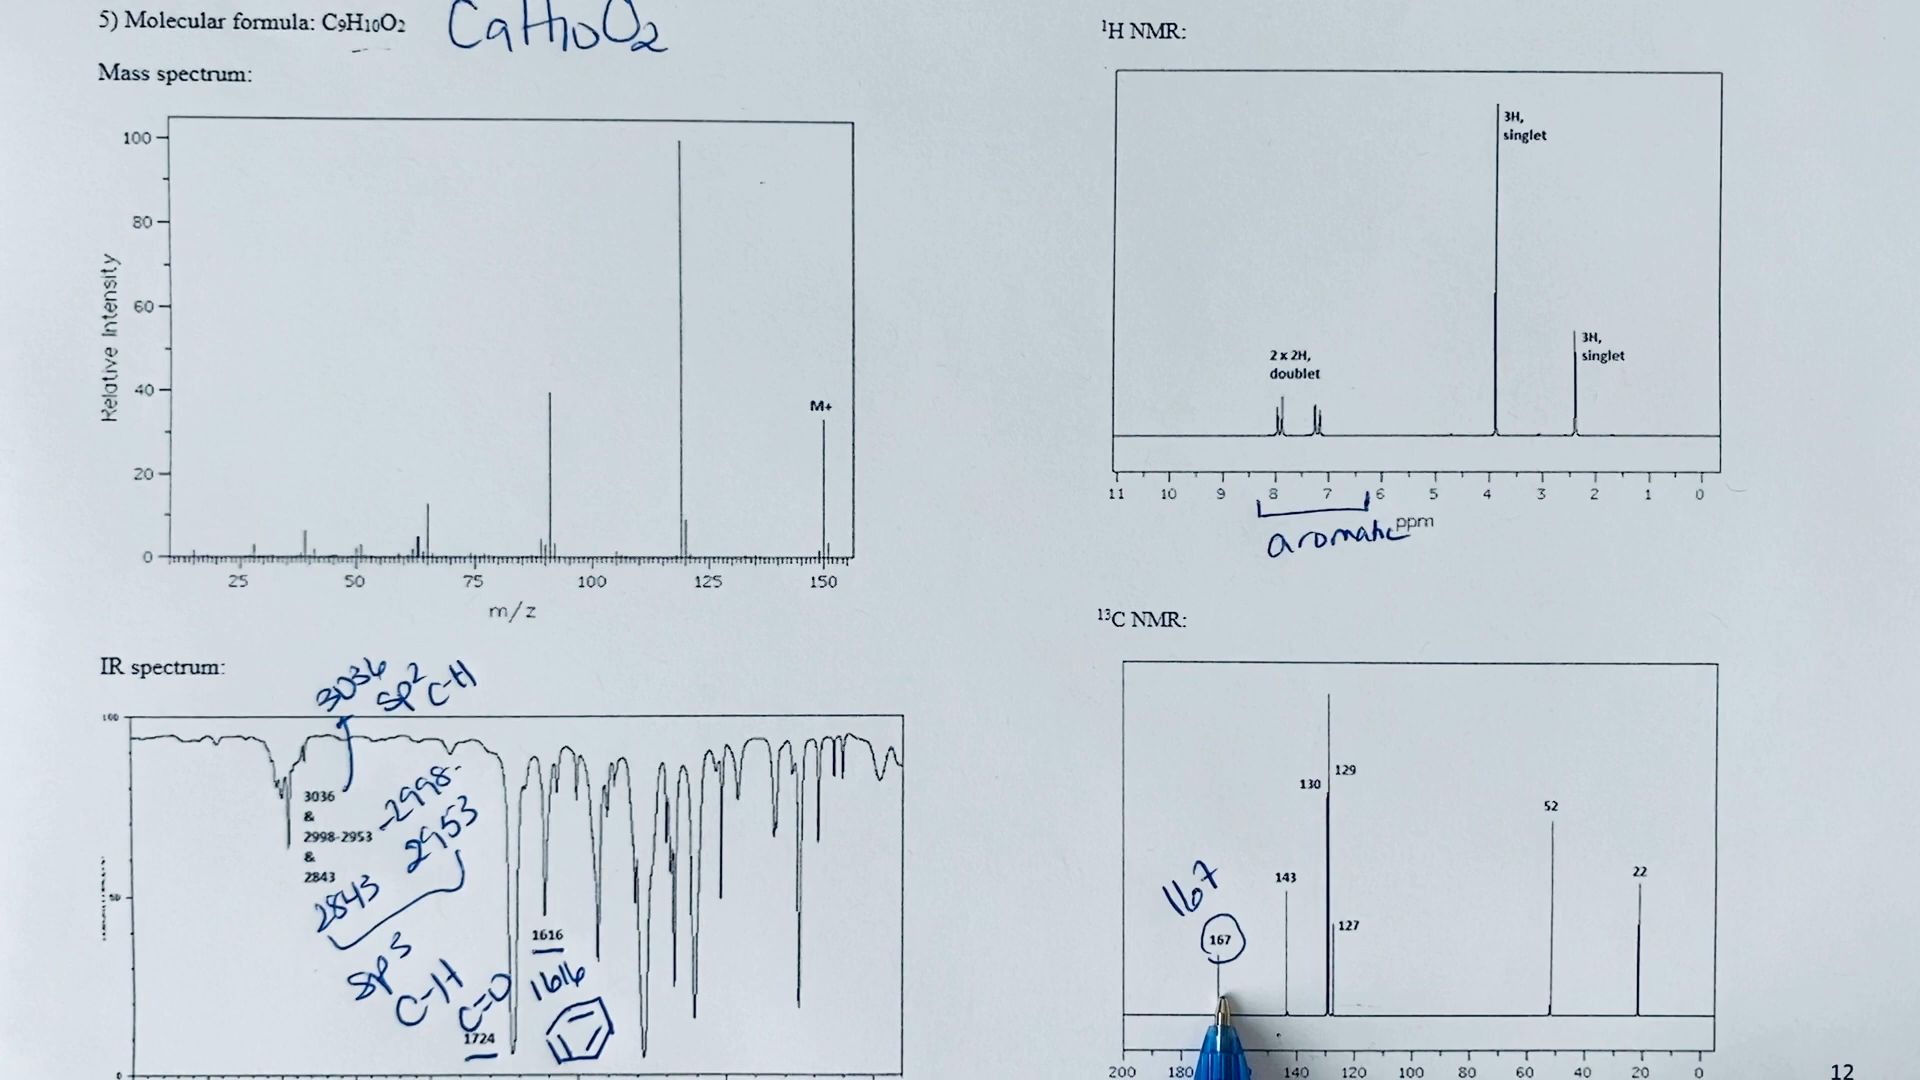 5) Molecular formula: C₉H₁₀O₂
C9H10O2
Mass spectrum:
Relative Intensity
100
80
60
40
20
0
M+
25 50 75 100 125 150
m/z
IR spectrum:
3036
sp² C-H
100
50
0
3036
&
2998-2953
&
2843
-2998-
2953
2843
sp3
C-H
C=O
1724
1616
1616
¹H NMR:
3H,
singlet
3H,
singlet
2 x 2H,
doublet
11 10 9 8 7 6 5 4 3 2 1 0
ppm
aromatic
¹³C NMR:
167
167
143
130
129
127
52
22
200 180 140 120 100 80 60 40 20 0
12